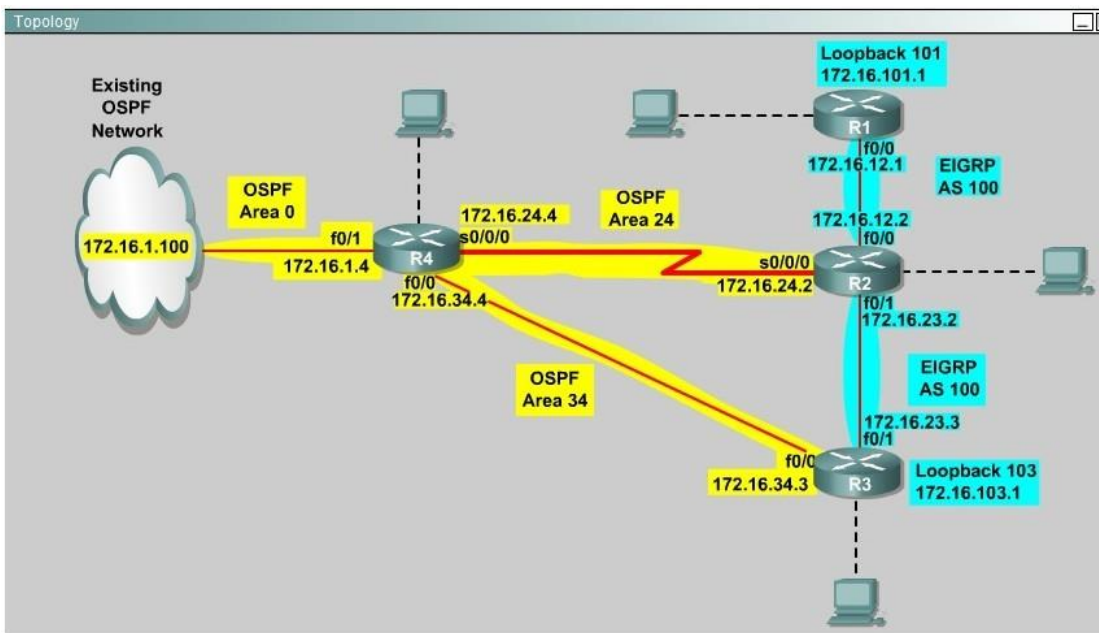 Topology
Existing
OSPF
Network
172.16.1.100
OSPF
Area 0
f0/1
172.16.1.4
R4
172.16.24.4
s0/0/0
f0/0
172.16.34.4
OSPF
Area 24
s0/0/0
172.16.24.2
R2
OSPF
Area 34
f0/0
172.16.34.3
R3
Loopback 101
172.16.101.1
R1
f0/0
172.16.12.1
EIGRP
AS 100
172.16.12.2
f0/0
f0/1
172.16.23.2
EIGRP
AS 100
172.16.23.3
f0/1
Loopback 103
172.16.103.1